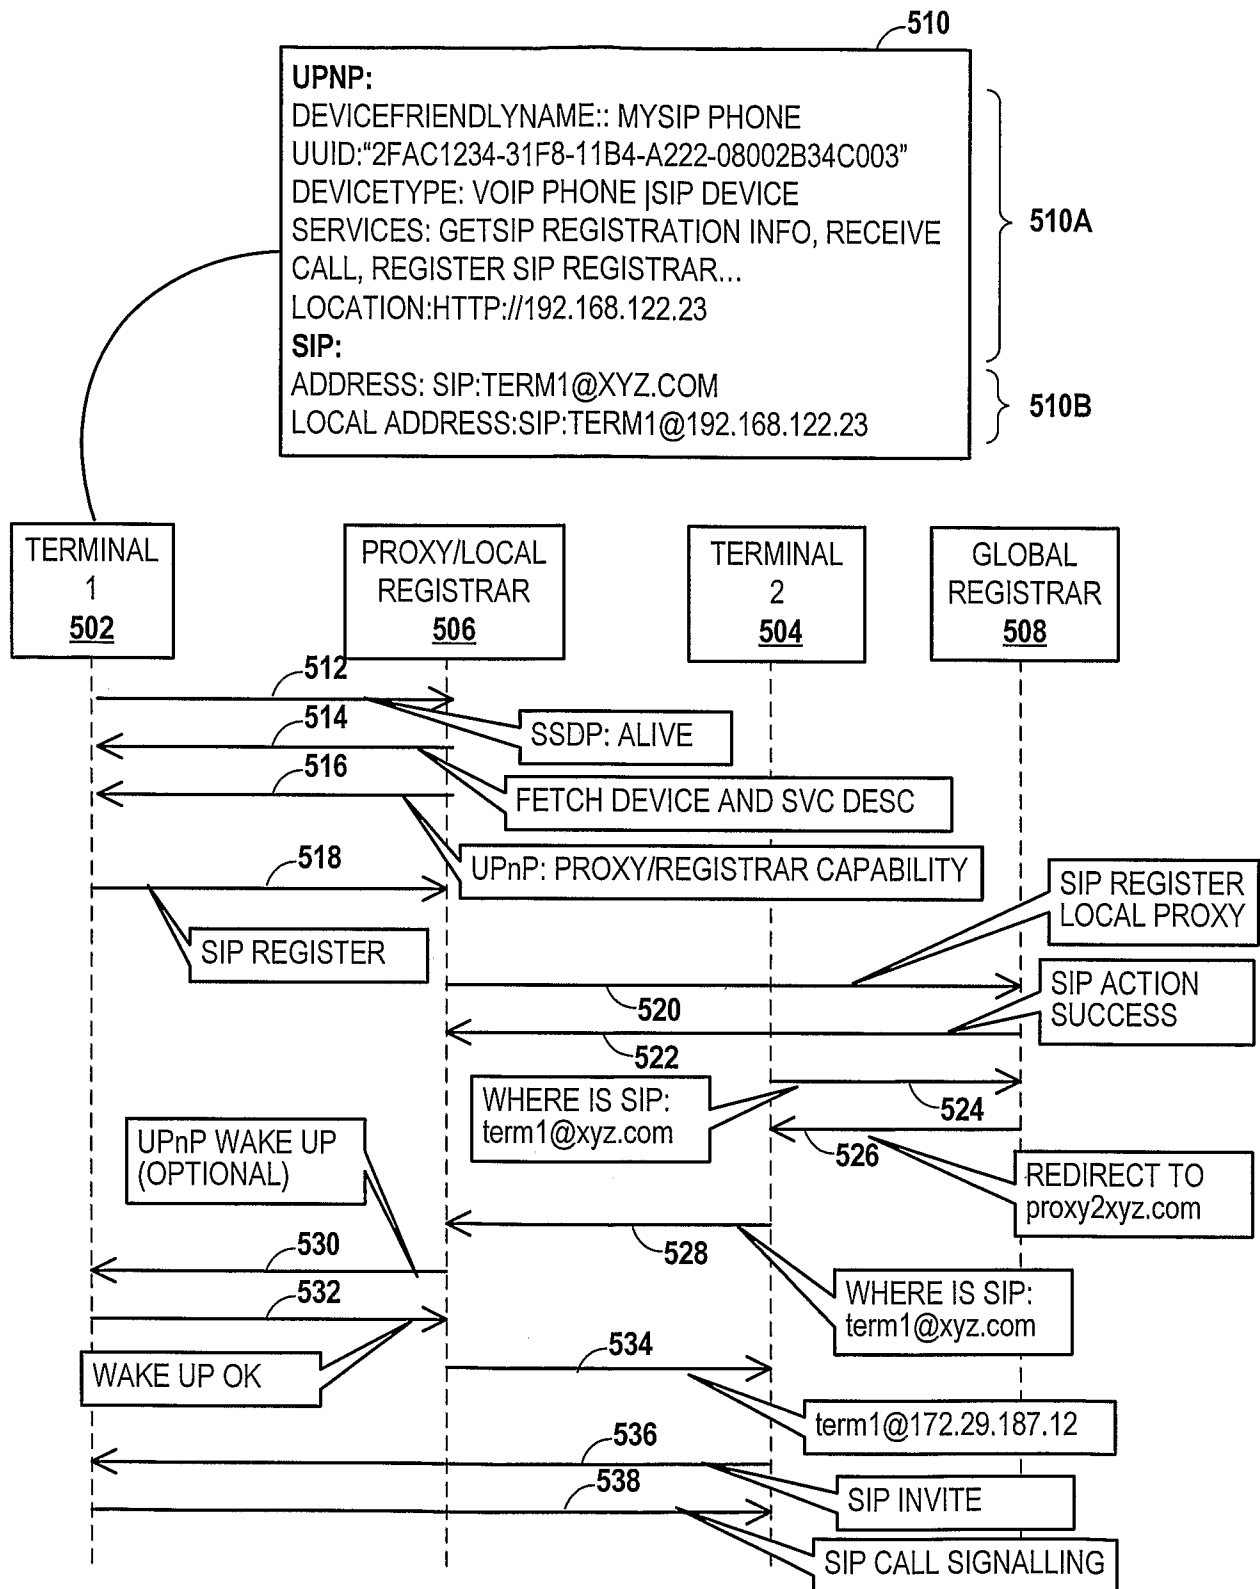 510
UPNP:
DEVICEFRIENDLYNAME:: MYSIP PHONE
UUID:“2FAC1234-31F8-11B4-A222-08002B34C003”
DEVICETYPE: VOIP PHONE |SIP DEVICE
SERVICES: GETSIP REGISTRATION INFO, RECEIVE
CALL, REGISTER SIP REGISTRAR...
LOCATION:HTTP://192.168.122.23
510A
SIP:
ADDRESS: SIP:TERM1@XYZ.COM
LOCAL ADDRESS:SIP:TERM1@192.168.122.23
510B
TERMINAL
1
502
PROXY/LOCAL
REGISTRAR
506
TERMINAL
2
504
GLOBAL
REGISTRAR
508
512
SSDP: ALIVE
514
FETCH DEVICE AND SVC DESC
516
UPnP: PROXY/REGISTRAR CAPABILITY
518
SIP REGISTER
SIP REGISTER
LOCAL PROXY
520
SIP ACTION
SUCCESS
522
WHERE IS SIP:
term1@xyz.com
524
526
REDIRECT TO
proxy2xyz.com
UPnP WAKE UP
(OPTIONAL)
528
WHERE IS SIP:
term1@xyz.com
530
532
WAKE UP OK
534
term1@172.29.187.12
536
SIP INVITE
538
SIP CALL SIGNALLING